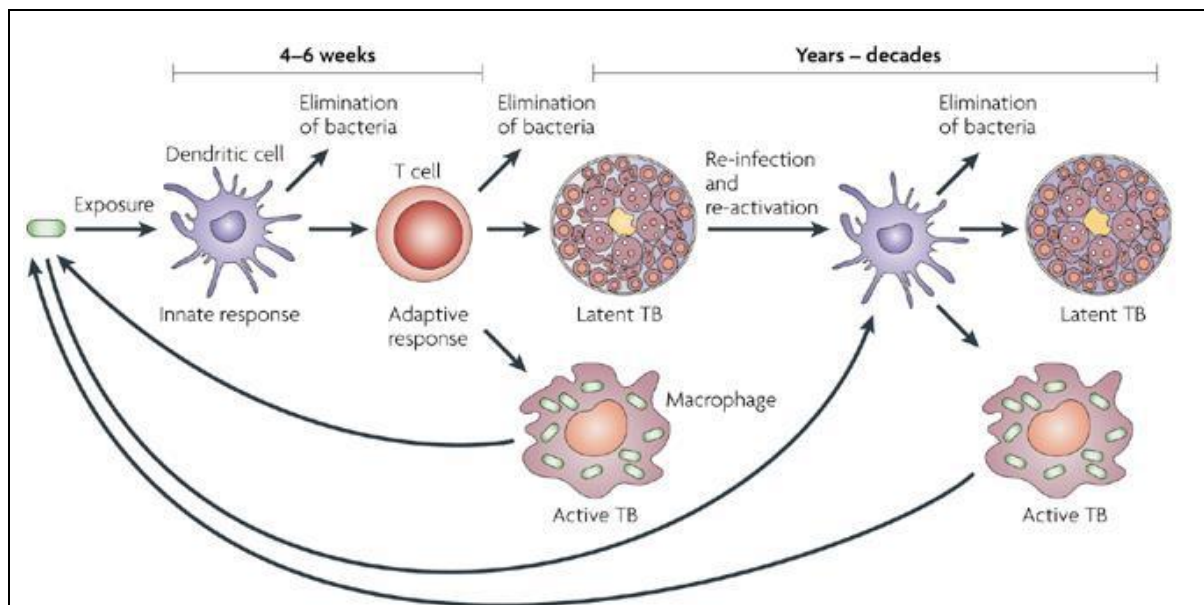 4–6 weeks
Years – decades
Elimination
of bacteria
Elimination
of bacteria
Elimination
of bacteria
Dendritic cell
T cell
Re-infection
and
re-activation
Exposure
Innate response
Adaptive
response
Latent TB
Latent TB
Macrophage
Active TB
Active TB